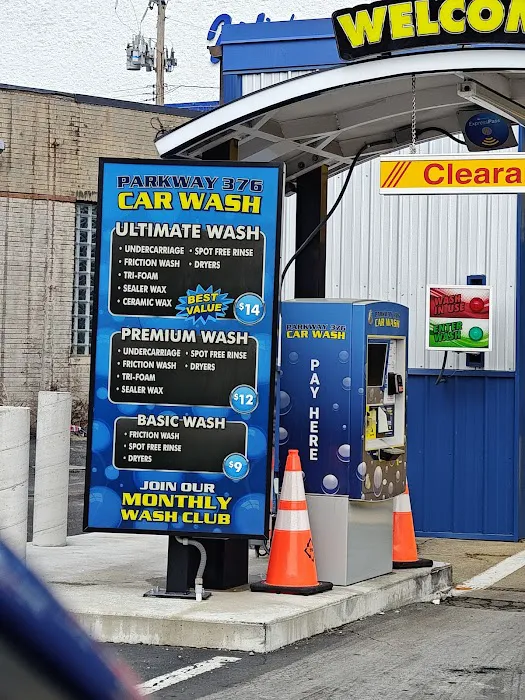 WELCOM
ExpressPass
Cleara
PARKWAY 376
CAR WASH
ULTIMATE WASH
• UNDERCARRIAGE • SPOT FREE RINSE
• FRICTION WASH • DRYERS
• TRI-FOAM
• SEALER WAX
• CERAMIC WAX
BEST
VALUE
$14
PREMIUM WASH
• UNDERCARRIAGE • SPOT FREE RINSE
• FRICTION WASH • DRYERS
• TRI-FOAM
• SEALER WAX
$12
BASIC WASH
• FRICTION WASH
• SPOT FREE RINSE
• DRYERS
$9
JOIN OUR
MONTHLY
WASH CLUB
PARKWAY 376
CAR WASH
PAY HERE
CAR WASH
WASH
IN USE
ENTER
WASH